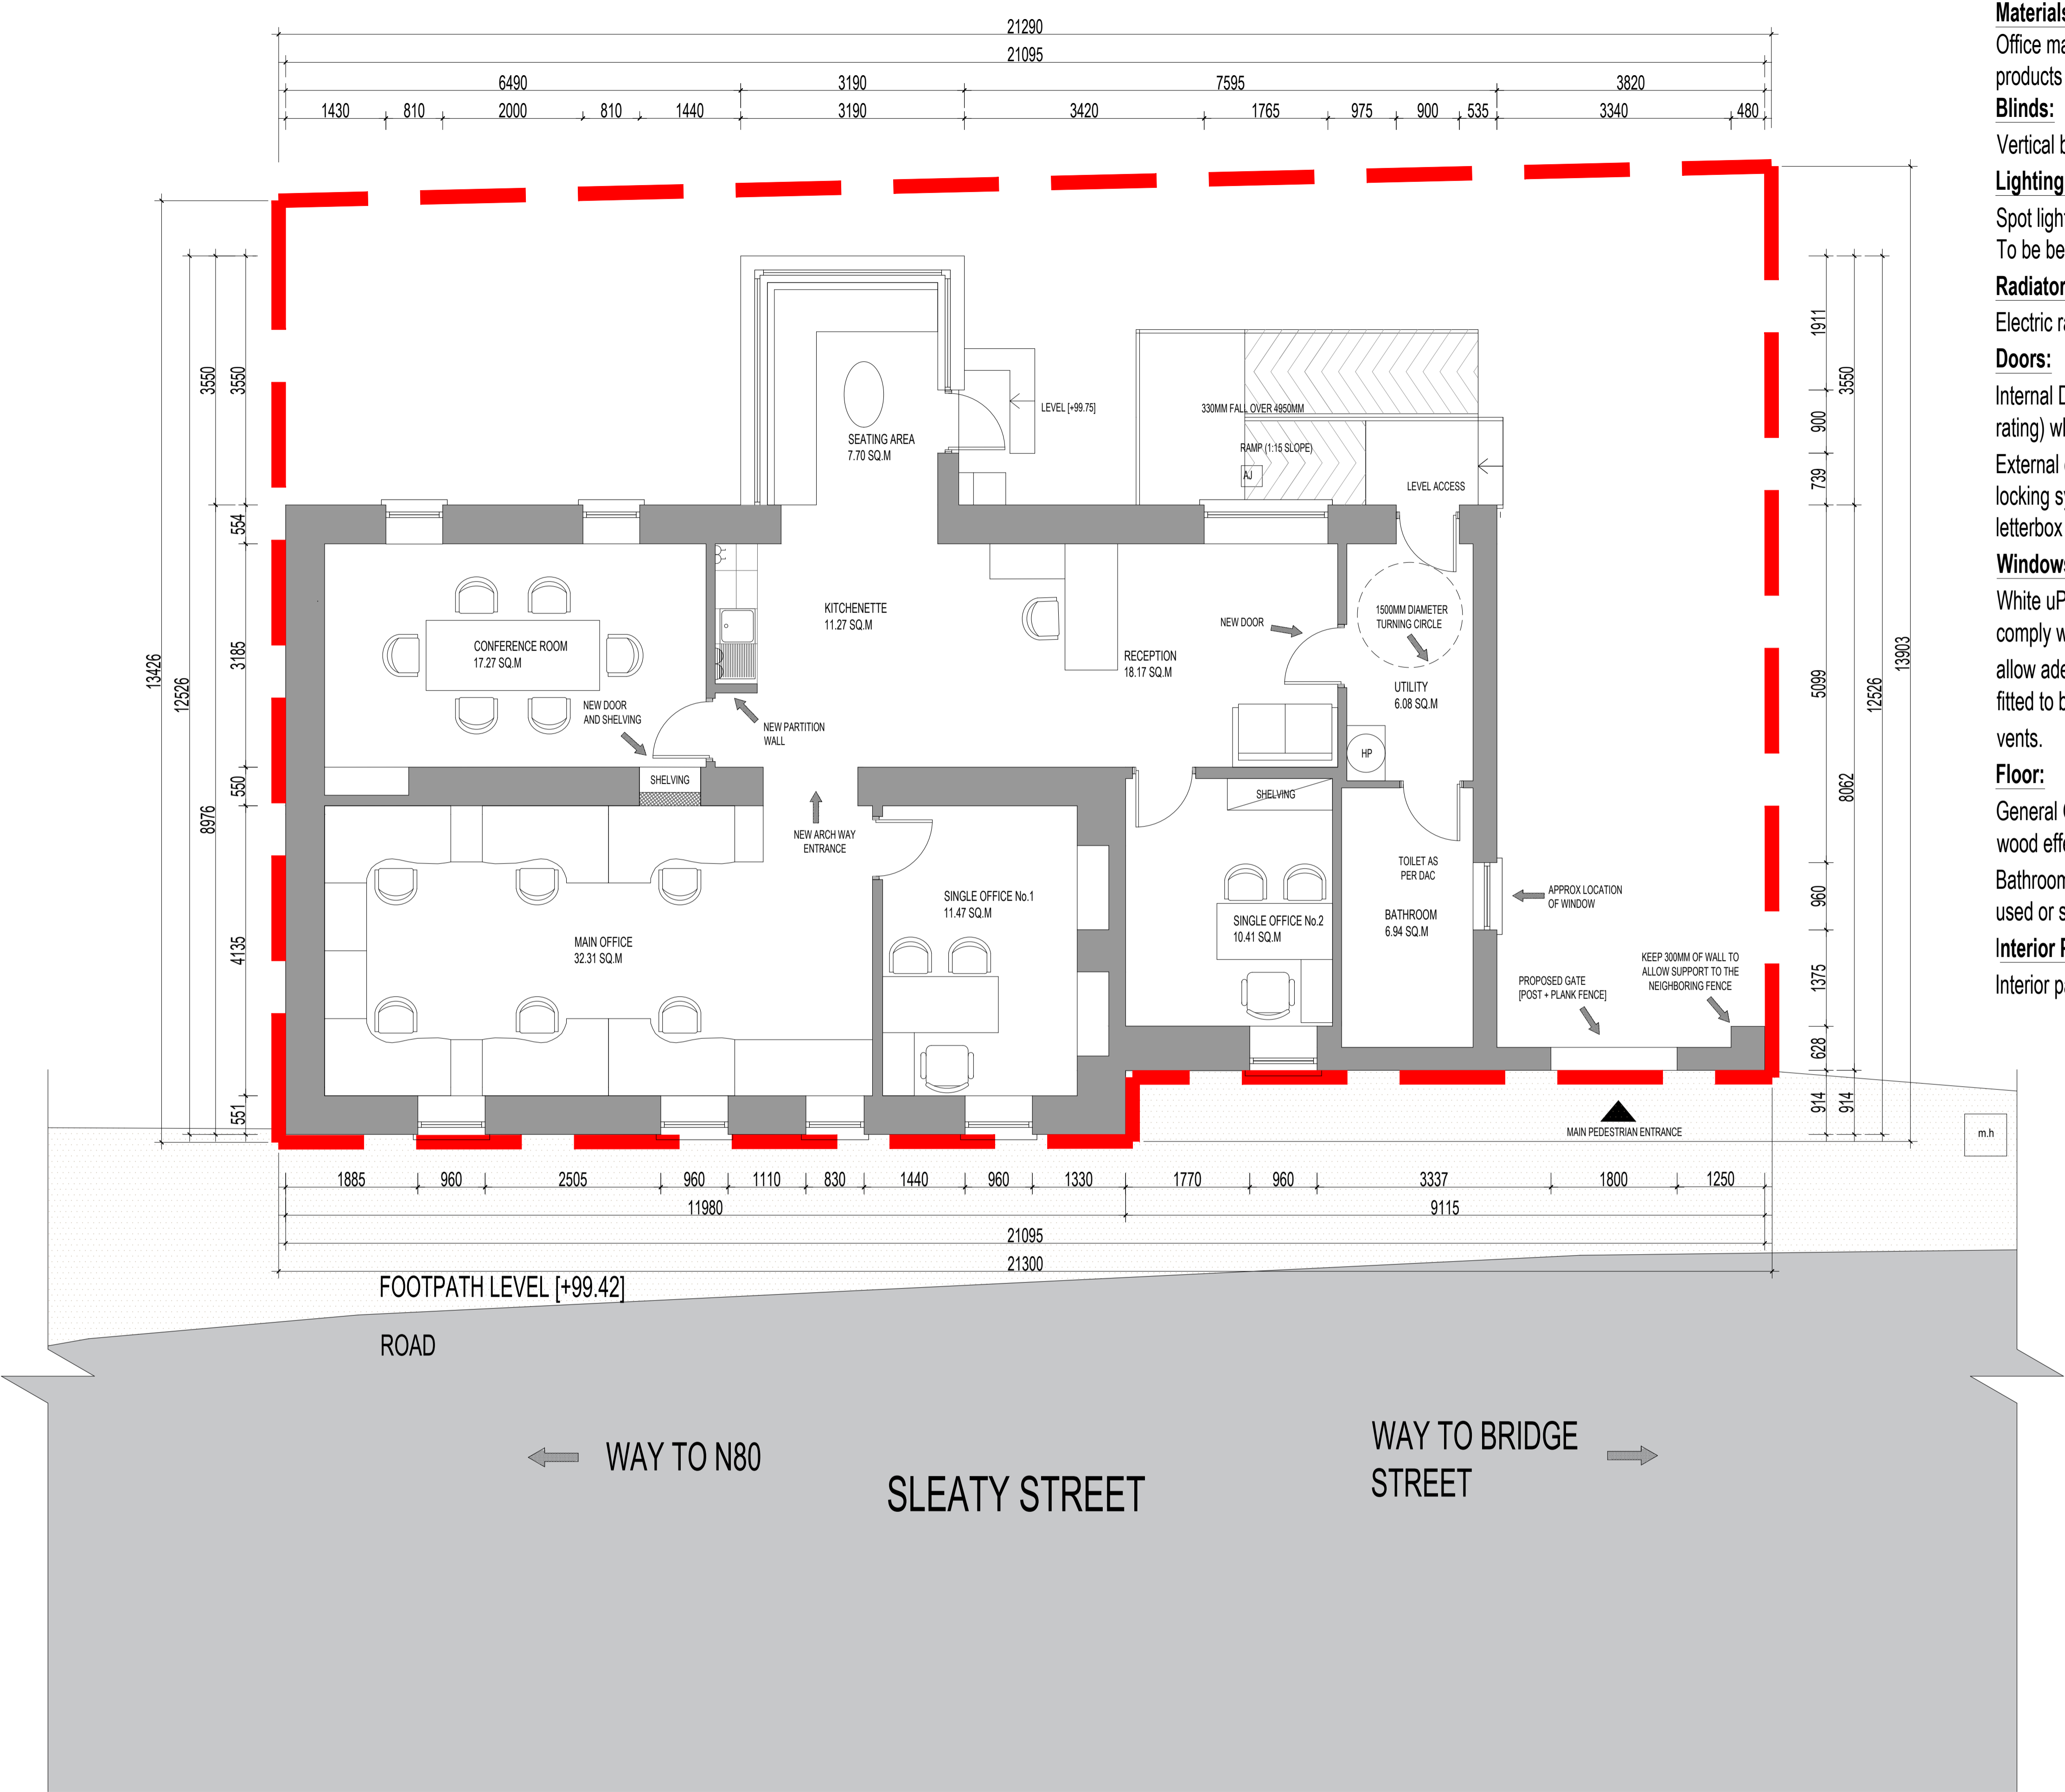 21290
21095
6490 3190 7595 3820
1430 810 2000 810 1440 3190 3420 1765 975 900 535 3340 480
13426
12526
8976
3550
3550
554
3185
550
4135
551
1911
900
739
5099
960
1375
628
914
3550
8062
914
12526
13903
SEATING AREA
7.70 SQ.M
LEVEL [+99.75]
330MM FALL OVER 4950MM
RAMP (1:15 SLOPE)
AJ
LEVEL ACCESS
CONFERENCE ROOM
17.27 SQ.M
NEW DOOR
AND SHELVING
SHELVING
KITCHENETTE
11.27 SQ.M
NEW PARTITION
WALL
NEW ARCH WAY
ENTRANCE
RECEPTION
18.17 SQ.M
NEW DOOR
1500MM DIAMETER
TURNING CIRCLE
UTILITY
6.08 SQ.M
HP
SHELVING
MAIN OFFICE
32.31 SQ.M
SINGLE OFFICE No.1
11.47 SQ.M
SINGLE OFFICE No.2
10.41 SQ.M
TOILET AS
PER DAC
BATHROOM
6.94 SQ.M
APPROX LOCATION
OF WINDOW
PROPOSED GATE
[POST + PLANK FENCE]
KEEP 300MM OF WALL TO
ALLOW SUPPORT TO THE
NEIGHBORING FENCE
MAIN PEDESTRIAN ENTRANCE
m.h
1885 960 2505 960 1110 830 1440 960 1330 1770 960 3337 1800 1250
11980 9115
21095
21300
FOOTPATH LEVEL [+99.42]
ROAD
WAY TO N80
SLEATY STREET
WAY TO BRIDGE
STREET
Materials
Office ma
products
Blinds:
Vertical b
Lighting
Spot light
To be be
Radiator
Electric ra
Doors:
Internal D
rating) wh
External
locking sy
letterbox
Windows
White uP
comply w
allow ade
fitted to b
vents.
Floor:
General
wood effe
Bathroom
used or s
Interior
Interior pa